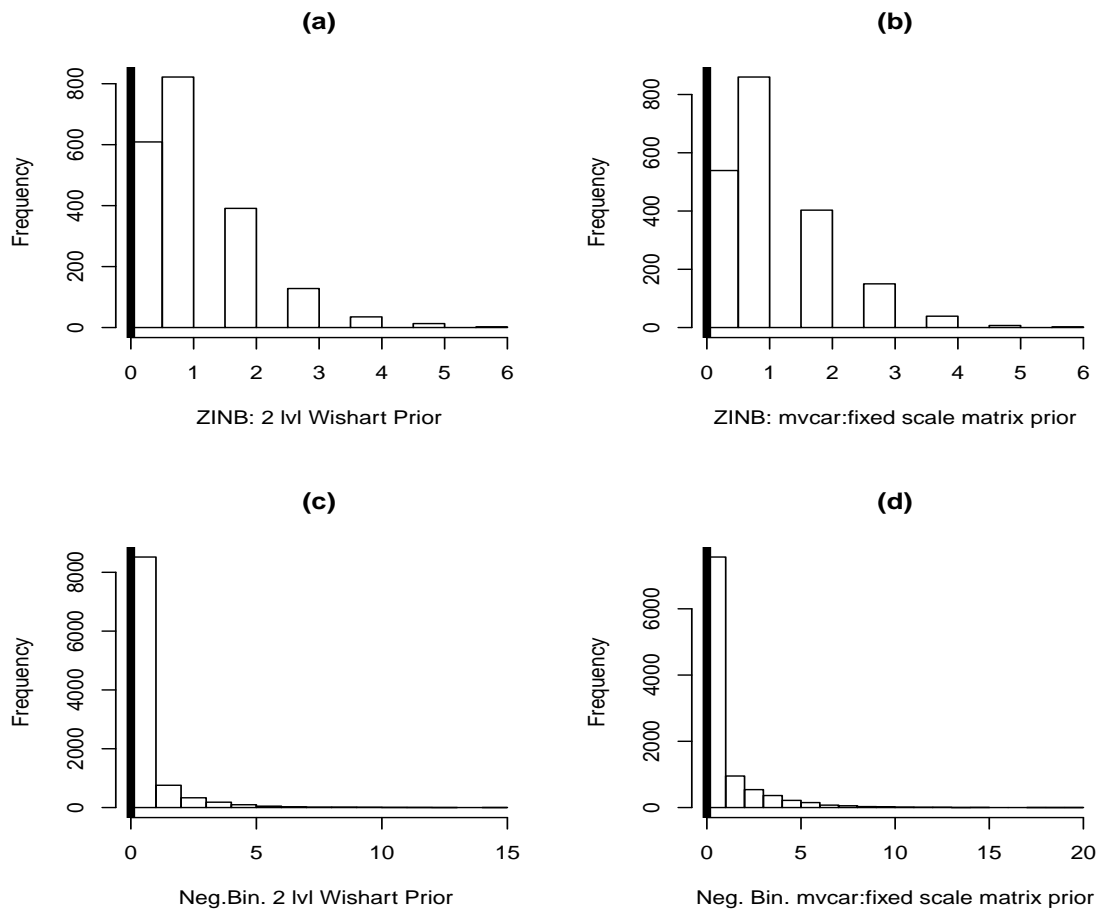 (a)
(b)
Frequency
0 200 400 600 800
0 1 2 3 4 5 6
ZINB: 2 lvl Wishart Prior
Frequency
0 200 400 600 800
0 1 2 3 4 5 6
ZINB: mvcar:fixed scale matrix prior
(c)
(d)
Frequency
0 2000 4000 6000 8000
0 5 10 15
Neg.Bin. 2 lvl Wishart Prior
Frequency
0 2000 4000 6000
0 5 10 15 20
Neg. Bin. mvcar:fixed scale matrix prior